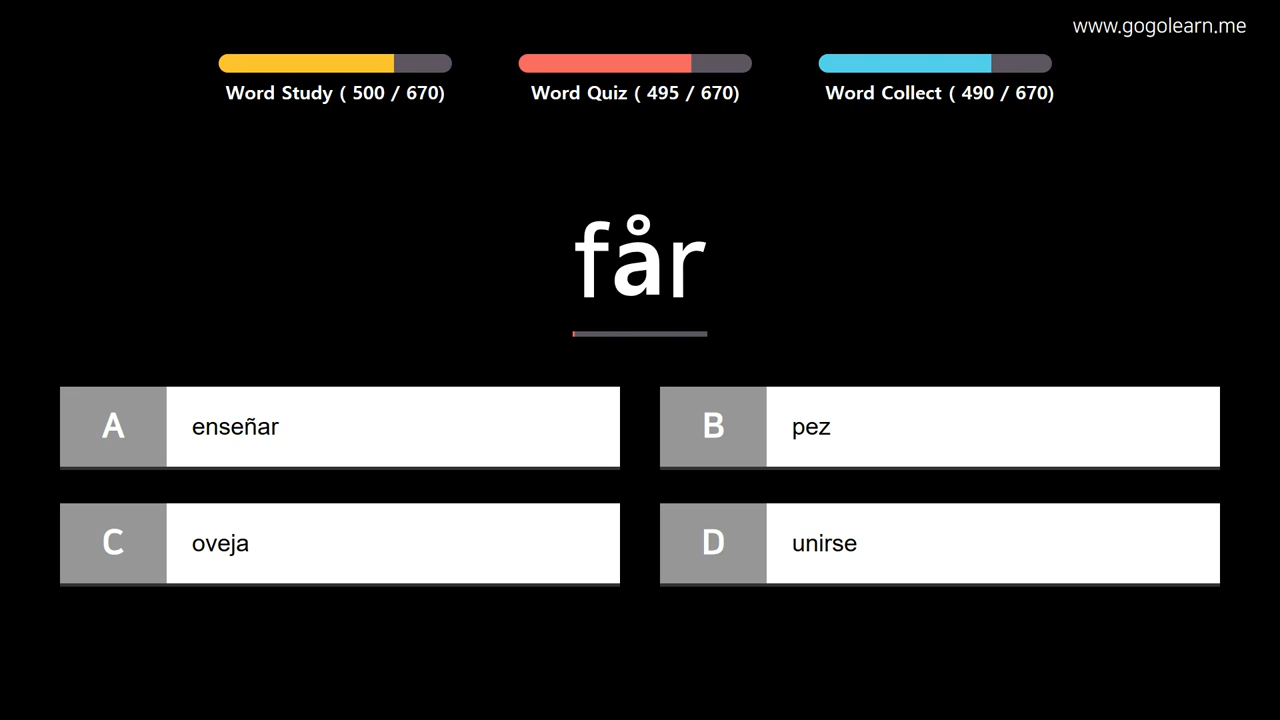 www.gogolearn.me
Word Study ( 500 / 670)
Word Quiz ( 495 / 670)
Word Collect ( 490 / 670)
får
A enseñar
B pez
C oveja
D unirse